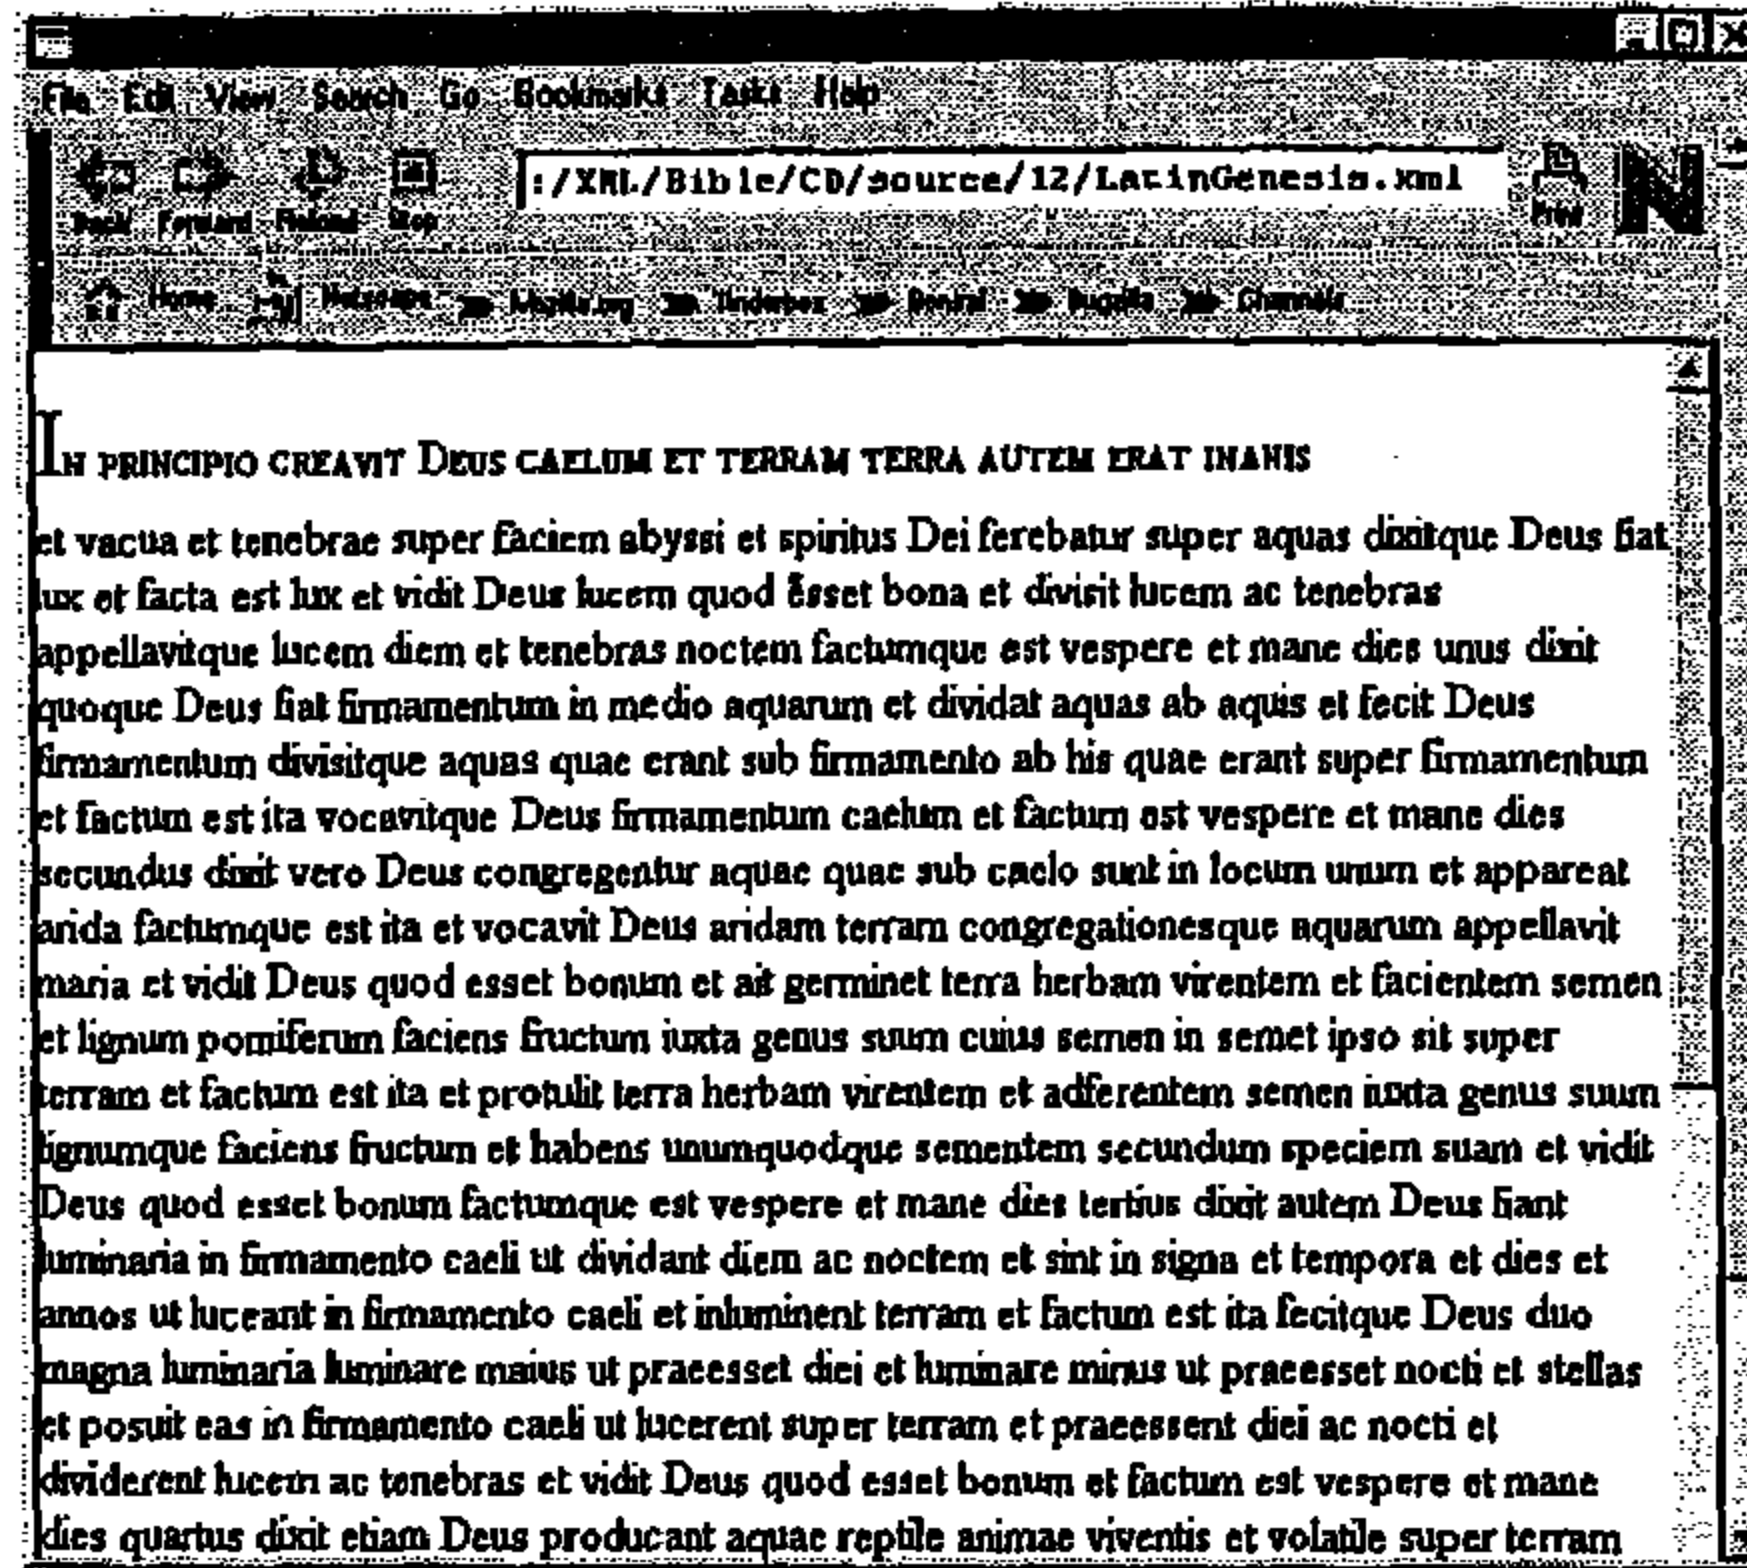 File Edit View Search Go Bookmarks Tasks Help
:/XML/Bible/CD/source/12/LatinGenesis.xml
Back Forward Reload Stop Print
Home Netscape Tinderbox Bonsai Bugzilla Channels
IN PRINCIPIO CREAVIT DEUS CAELUM ET TERRAM TERRA AUTEM ERAT INANIS
et vacua et tenebrae super faciem abyssi et spiritus Dei ferebatur super aquas dixitque Deus fiat
lux et facta est lux et vidit Deus lucem quod esset bona et divisit lucem ac tenebras
appellavitque lucem diem et tenebras noctem factumque est vespere et mane dies unus dixit
quoque Deus fiat firmamentum in medio aquarum et dividat aquas ab aquis et fecit Deus
firmamentum divisitque aquas quae erant sub firmamento ab his quae erant super firmamentum
et factum est ita vocavitque Deus firmamentum caelum et factum est vespere et mane dies
secundus dixit vero Deus congregentur aquae quae sub caelo sunt in locum unum et appareat
arida factumque est ita et vocavit Deus aridam terram congregationesque aquarum appellavit
maria et vidit Deus quod esset bonum et ait germinet terra herbam virentem et facientem semen
et lignum pomiferum faciens fructum iuxta genus suum cuius semen in semet ipso sit super
terram et factum est ita et protulit terra herbam virentem et adferentem semen iuxta genus suum
lignumque faciens fructum et habens unumquodque sementem secundum speciem suam et vidit
Deus quod esset bonum factumque est vespere et mane dies tertius dixit autem Deus fiant
luminaria in firmamento caeli ut dividant diem ac noctem et sint in signa et tempora et dies et
annos ut luceant in firmamento caeli et inluminent terram et factum est ita fecitque Deus duo
magna luminaria luminare maius ut praeesset diei et luminare minus ut praeesset nocti et stellas
et posuit eas in firmamento caeli ut lucerent super terram et praeessent diei ac nocti et
dividerent lucem ac tenebras et vidit Deus quod esset bonum et factum est vespere et mane
dies quartus dixit etiam Deus producant aquae reptile animae viventis et volatile super terram